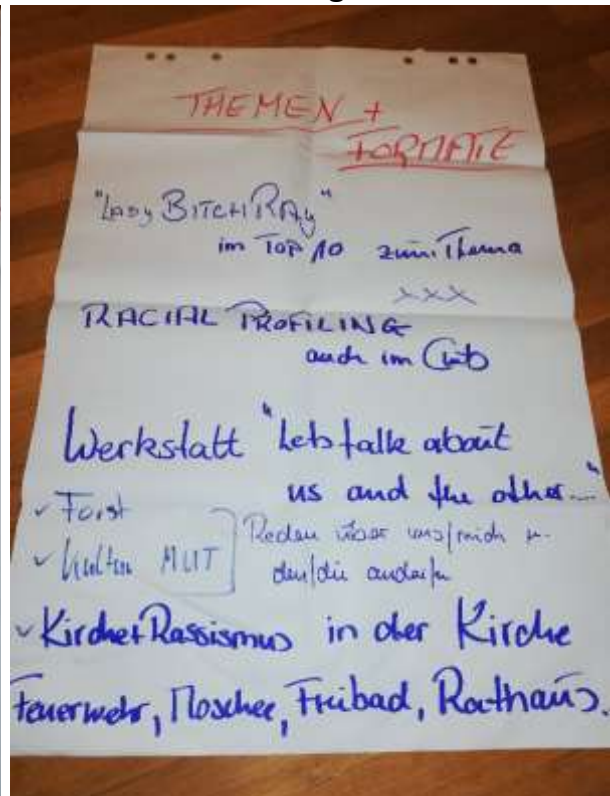 THEMEN +
FORMATE
"LADY BITCH RAY"
im TOP 10 zum Thema
XXX
RACIAL PROFILING
auch im Club
Werkstatt "Lets talk about
us and the other..."
✓ Forst
✓ Kultur MUT
Reden über uns/mich u.
den/die andere/n
✓ Kirche+Rassismus in der Kirche
Feuerwehr, Moschee, Freibad, Rathaus.